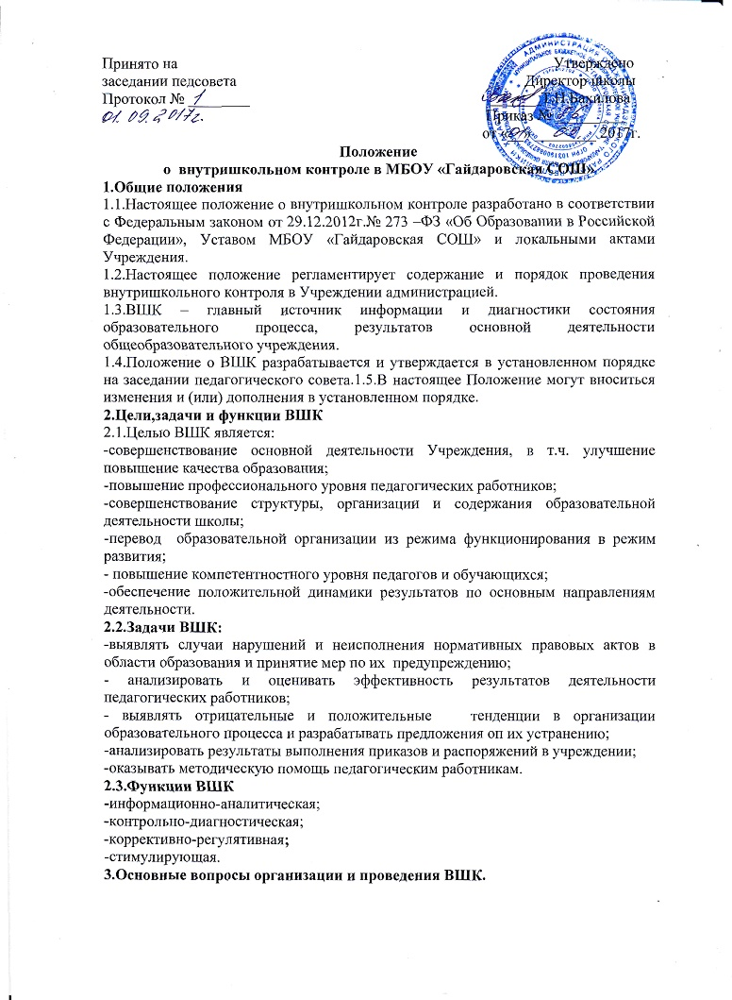 Принято на Утверждено
заседании педсовета Директор школы
Протокол № 1 Т.Н.Бакилова
01.09.2017г. Приказ №
от « 2017г.
Положение
о внутришкольном контроле в МБОУ «Гайдаровская СОШ»
1.Общие положения
1.1.Настоящее положение о внутришкольном контроле разработано в соответствии
с Федеральным законом от 29.12.2012г.№ 273 –ФЗ «Об Образовании в Российской
Федерации», Уставом МБОУ «Гайдаровская СОШ» и локальными актами
Учреждения.
1.2.Настоящее положение регламентирует содержание и порядок проведения
внутришкольного контроля в Учреждении администрацией.
1.3.ВШК – главный источник информации и диагностики состояния
образовательного процесса, результатов основной деятельности
общеобразовательного учреждения.
1.4.Положение о ВШК разрабатывается и утверждается в установленном порядке
на заседании педагогического совета.1.5.В настоящее Положение могут вноситься
изменения и (или) дополнения в установленном порядке.
2.Цели,задачи и функции ВШК
2.1.Целью ВШК является:
-совершенствование основной деятельности Учреждения, в т.ч. улучшение
повышение качества образования;
-повышение профессионального уровня педагогических работников;
-совершенствование структуры, организации и содержания образовательной
деятельности школы;
-перевод образовательной организации из режима функционирования в режим
развития;
- повышение компетентностного уровня педагогов и обучающихся;
-обеспечение положительной динамики результатов по основным направлениям
деятельности.
2.2.Задачи ВШК:
-выявлять случаи нарушений и неисполнения нормативных правовых актов в
области образования и принятие мер по их предупреждению;
- анализировать и оценивать эффективность результатов деятельности
педагогических работников;
- выявлять отрицательные и положительные тенденции в организации
образовательного процесса и разрабатывать предложения оп их устранению;
-анализировать результаты выполнения приказов и распоряжений в учреждении;
-оказывать методическую помощь педагогическим работникам.
2.3.Функции ВШК
-информационно-аналитическая;
-контрольно-диагностическая;
-коррективно-регулятивная;
-стимулирующая.
3.Основные вопросы организации и проведения ВШК.